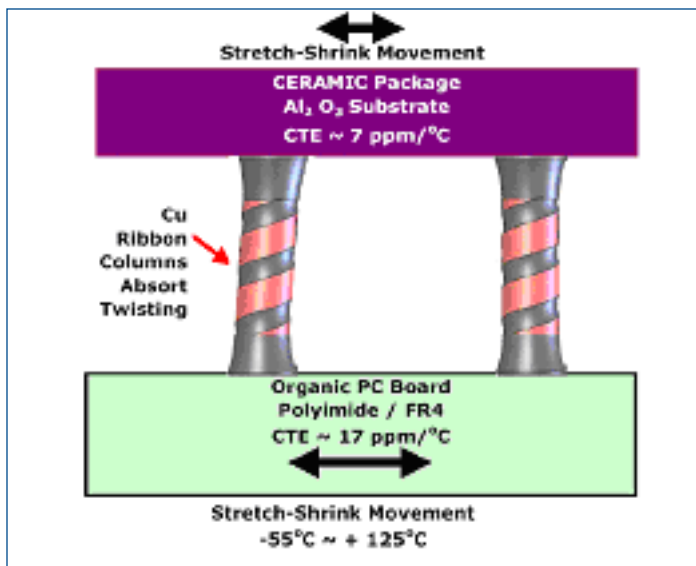 Stretch-Shrink Movement
CERAMIC Package
Al₂ O₃ Substrate
CTE ~ 7 ppm/°C
Cu
Ribbon
Columns
Absort
Twisting
Organic PC Board
Polyimide / FR4
CTE ~ 17 ppm/°C
Stretch-Shrink Movement
-55°C ~ + 125°C